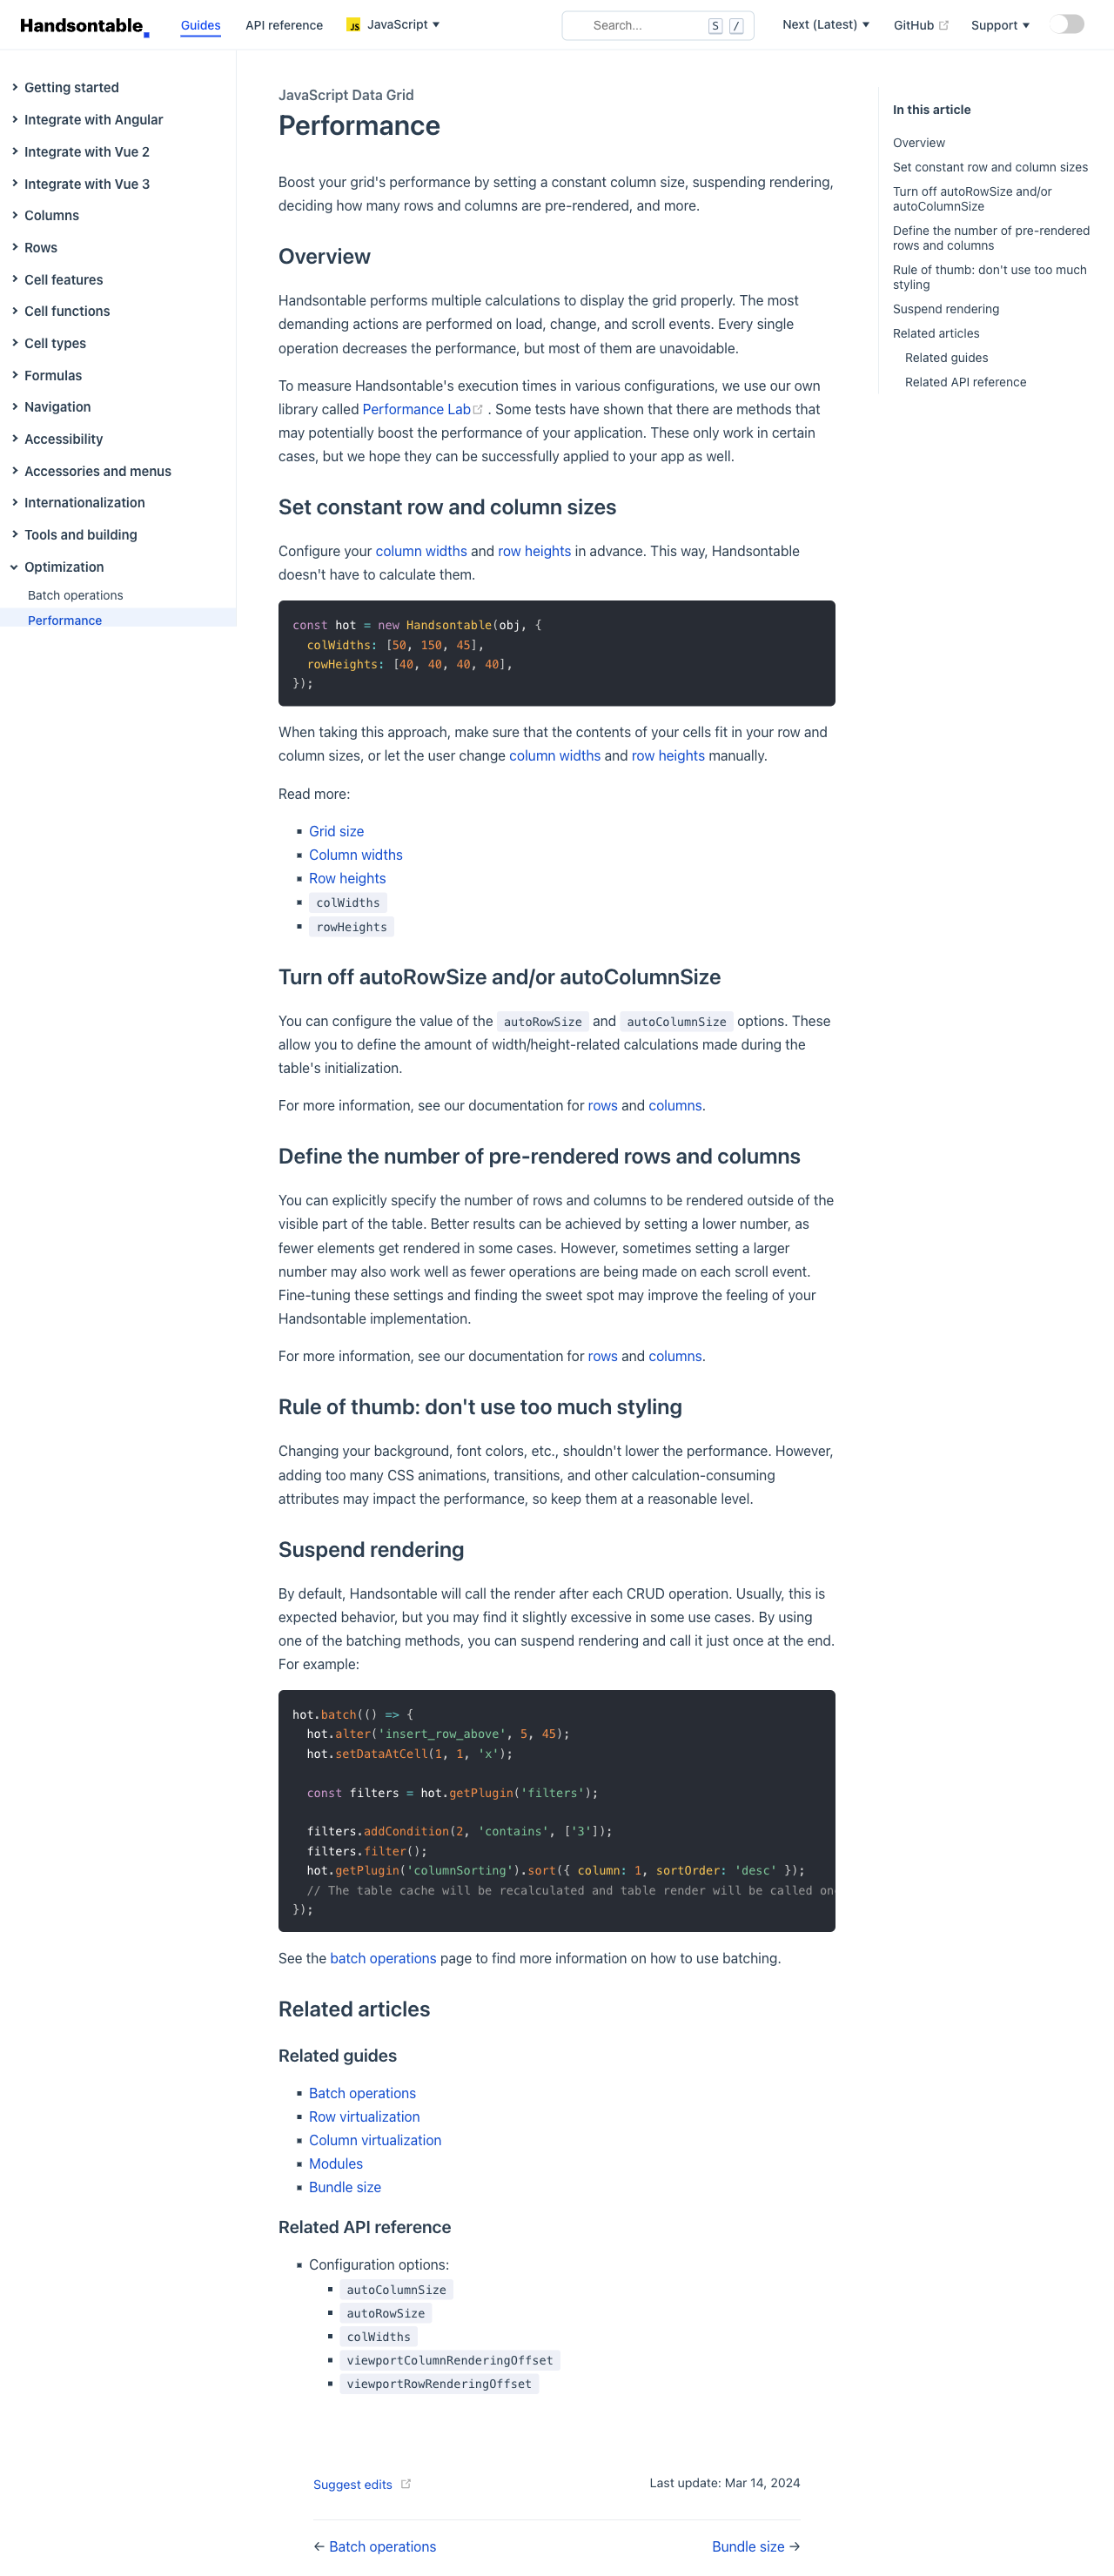 Handsontable
Guides
API reference
JS JavaScript
Search...
S /
Next (Latest)
GitHub
Support
Getting started
Integrate with Angular
Integrate with Vue 2
Integrate with Vue 3
Columns
Rows
Cell features
Cell functions
Cell types
Formulas
Navigation
Accessibility
Accessories and menus
Internationalization
Tools and building
Optimization
Batch operations
Performance
JavaScript Data Grid
Performance
Boost your grid's performance by setting a constant column size, suspending rendering,
deciding how many rows and columns are pre-rendered, and more.
Overview
Handsontable performs multiple calculations to display the grid properly. The most
demanding actions are performed on load, change, and scroll events. Every single
operation decreases the performance, but most of them are unavoidable.
To measure Handsontable's execution times in various configurations, we use our own
library called Performance Lab . Some tests have shown that there are methods that
may potentially boost the performance of your application. These only work in certain
cases, but we hope they can be successfully applied to your app as well.
Set constant row and column sizes
Configure your column widths and row heights in advance. This way, Handsontable
doesn't have to calculate them.
const hot = new Handsontable(obj, {
  colWidths: [50, 150, 45],
  rowHeights: [40, 40, 40, 40],
});
When taking this approach, make sure that the contents of your cells fit in your row and
column sizes, or let the user change column widths and row heights manually.
Read more:
Grid size
Column widths
Row heights
colWidths
rowHeights
Turn off autoRowSize and/or autoColumnSize
You can configure the value of the autoRowSize and autoColumnSize options. These
allow you to define the amount of width/height-related calculations made during the
table's initialization.
For more information, see our documentation for rows and columns.
Define the number of pre-rendered rows and columns
You can explicitly specify the number of rows and columns to be rendered outside of the
visible part of the table. Better results can be achieved by setting a lower number, as
fewer elements get rendered in some cases. However, sometimes setting a larger
number may also work well as fewer operations are being made on each scroll event.
Fine-tuning these settings and finding the sweet spot may improve the feeling of your
Handsontable implementation.
For more information, see our documentation for rows and columns.
Rule of thumb: don't use too much styling
Changing your background, font colors, etc., shouldn't lower the performance. However,
adding too many CSS animations, transitions, and other calculation-consuming
attributes may impact the performance, so keep them at a reasonable level.
Suspend rendering
By default, Handsontable will call the render after each CRUD operation. Usually, this is
expected behavior, but you may find it slightly excessive in some use cases. By using
one of the batching methods, you can suspend rendering and call it just once at the end.
For example:
hot.batch(() => {
  hot.alter('insert_row_above', 5, 45);
  hot.setDataAtCell(1, 1, 'x');
  const filters = hot.getPlugin('filters');
  filters.addCondition(2, 'contains', ['3']);
  filters.filter();
  hot.getPlugin('columnSorting').sort({ column: 1, sortOrder: 'desc' });
  // The table cache will be recalculated and table render will be called on
});
See the batch operations page to find more information on how to use batching.
Related articles
Related guides
Batch operations
Row virtualization
Column virtualization
Modules
Bundle size
Related API reference
Configuration options:
autoColumnSize
autoRowSize
colWidths
viewportColumnRenderingOffset
viewportRowRenderingOffset
Suggest edits
Last update: Mar 14, 2024
← Batch operations
Bundle size →
In this article
Overview
Set constant row and column sizes
Turn off autoRowSize and/or
autoColumnSize
Define the number of pre-rendered
rows and columns
Rule of thumb: don't use too much
styling
Suspend rendering
Related articles
Related guides
Related API reference